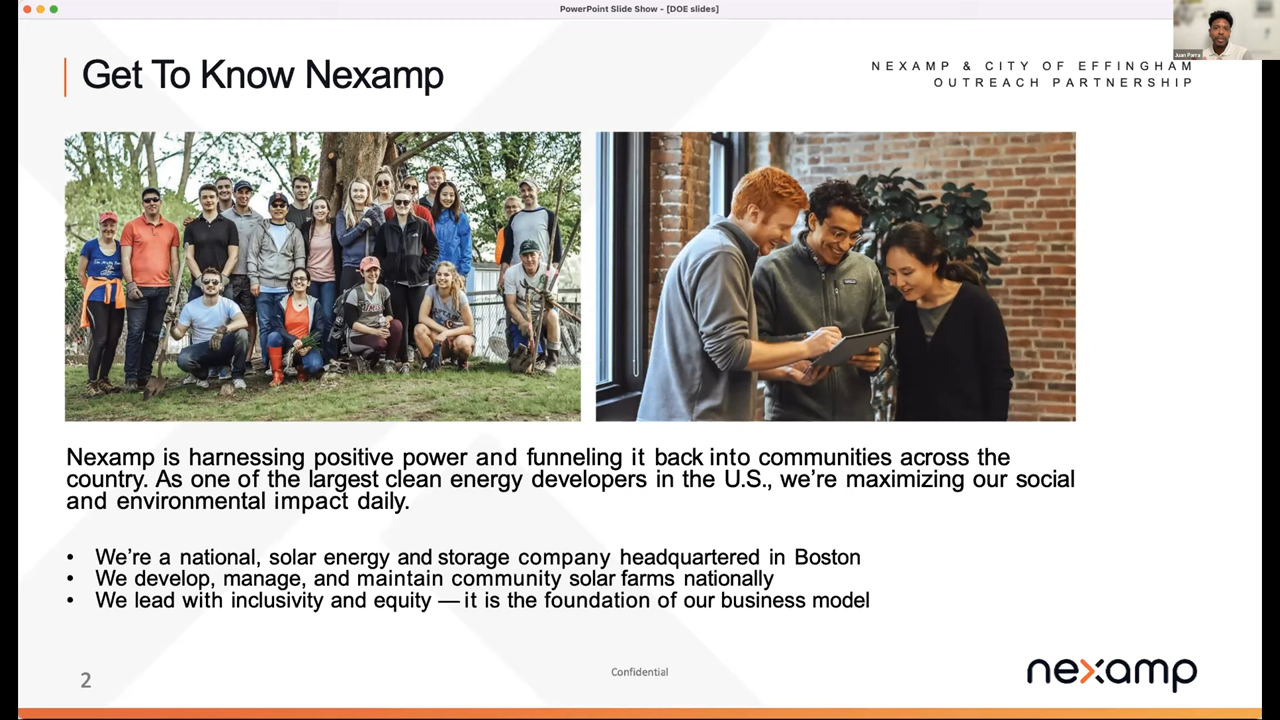 PowerPoint Slide Show - [DOE slides]
Get To Know Nexamp
NEXAMP & CITY OF EFFINGHAM
OUTREACH PARTNERSHIP
Juan Parra
Nexamp is harnessing positive power and funneling it back into communities across the
country. As one of the largest clean energy developers in the U.S., we’re maximizing our social
and environmental impact daily.
• We’re a national, solar energy and storage company headquartered in Boston
• We develop, manage, and maintain community solar farms nationally
• We lead with inclusivity and equity — it is the foundation of our business model
2
Confidential
nexamp